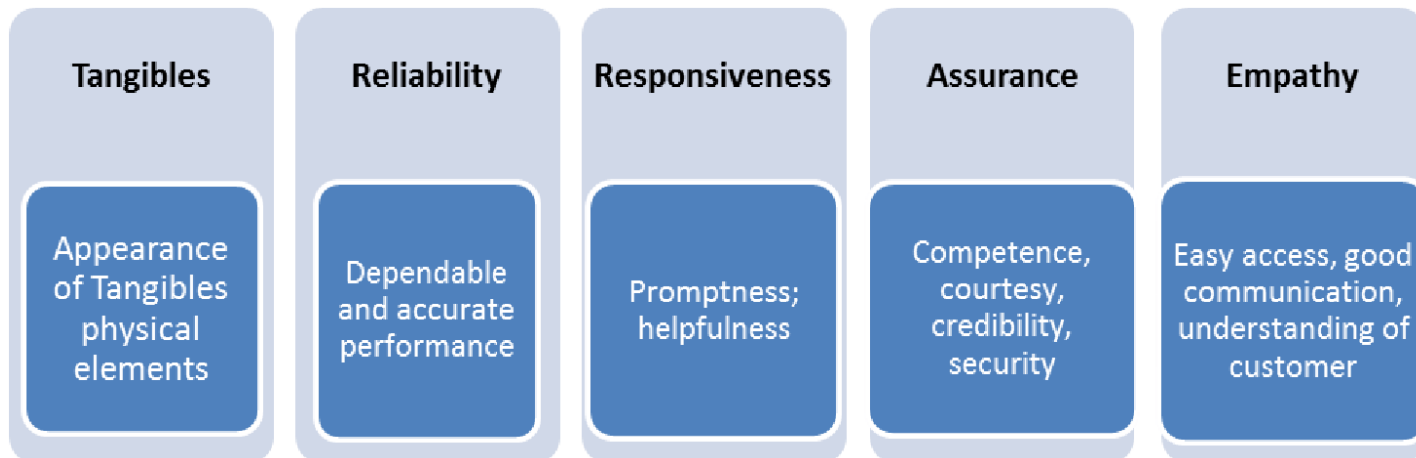 Tangibles
Appearance
of Tangibles
physical
elements
Reliability
Dependable
and accurate
performance
Responsiveness
Promptness;
helpfulness
Assurance
Competence,
courtesy,
credibility,
security
Empathy
Easy access, good
communication,
understanding of
customer